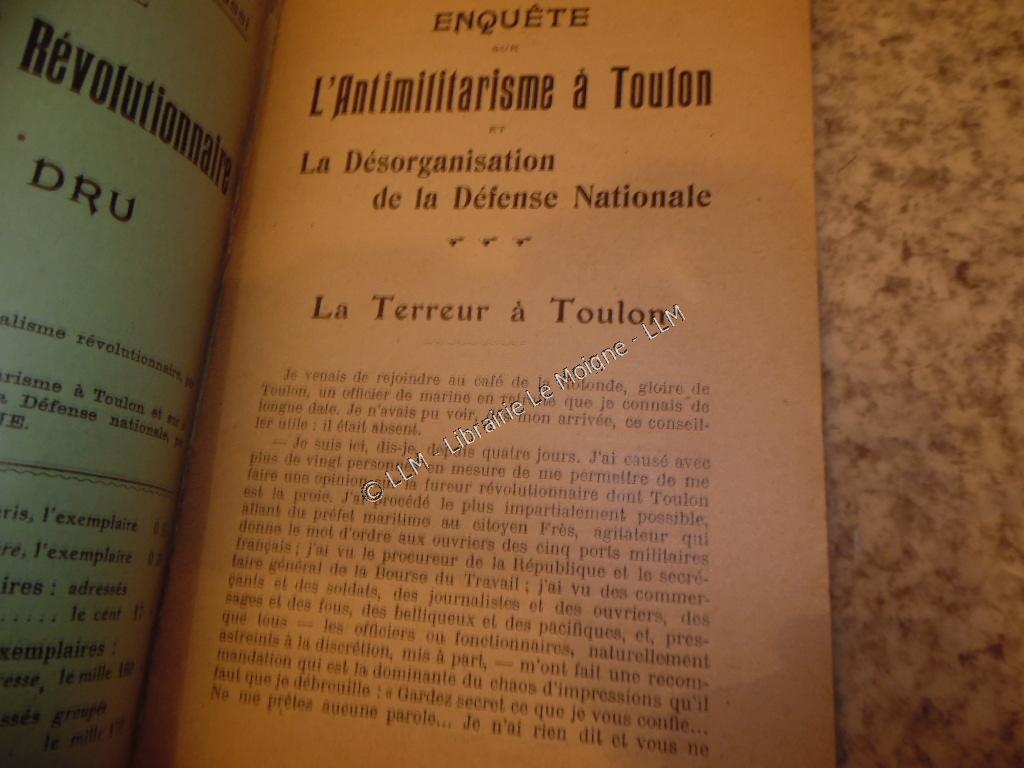 Révolutionnaire
DRU
alisme révolutionnaire,
arisme à Toulon et
a Défense nationale,
UE.
ris, l'exemplaire
re, l'exemplaire
ires : adressés
..... le cent
xemplaires :
resse, le mille
ssés groupés
le mille
ENQUÊTE
SUR
L'Antimilitarisme à Toulon
ET
La Désorganisation
de la Défense Nationale
La Terreur à Toulon
Je venais de rejoindre au café de la Rotonde, gloire de
Toulon, un officier de marine en retraite que je connais de
longue date. Je n'avais pu voir, dès mon arrivée, ce conseil-
ler utile : il était absent.
— Je suis ici, dis-je, depuis quatre jours. J'ai causé avec
plus de vingt personnes en mesure de me permettre de me
faire une opinion sur la fureur révolutionnaire dont Toulon
est la proie. J'ai procédé le plus impartialement possible,
allant du préfet maritime au citoyen Frès, agitateur qui
donne le mot d'ordre aux ouvriers des cinq ports militaires
français ; j'ai vu le procureur de la République et le secré-
taire général de la Bourse du Travail ; j'ai vu des commer-
çants et des soldats, des journalistes et des ouvriers, des
sages et des fous, des belliqueux et des pacifiques, et, pres-
que tous — les officiers ou fonctionnaires, naturellement
astreints à la discrétion, mis à part, — m'ont fait une recom-
mandation qui est la dominante du chaos d'impressions qu'il
faut que je débrouille : « Gardez secret ce que je vous confie...
Ne me prêtez aucune parole... Je n'ai rien dit et vous ne
© LLM - Librairie Le Moigne - LLM